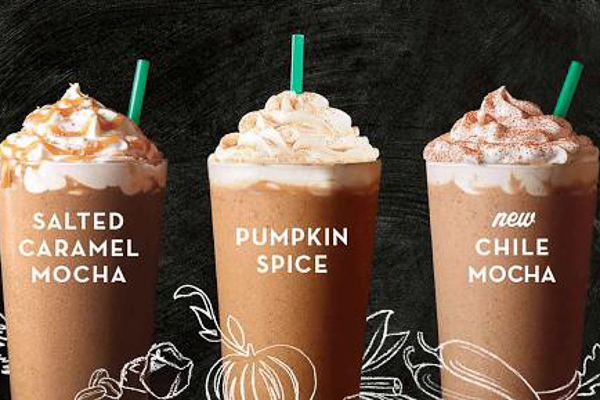 SALTED
CARAMEL
MOCHA
PUMPKIN
SPICE
new
CHILE
MOCHA